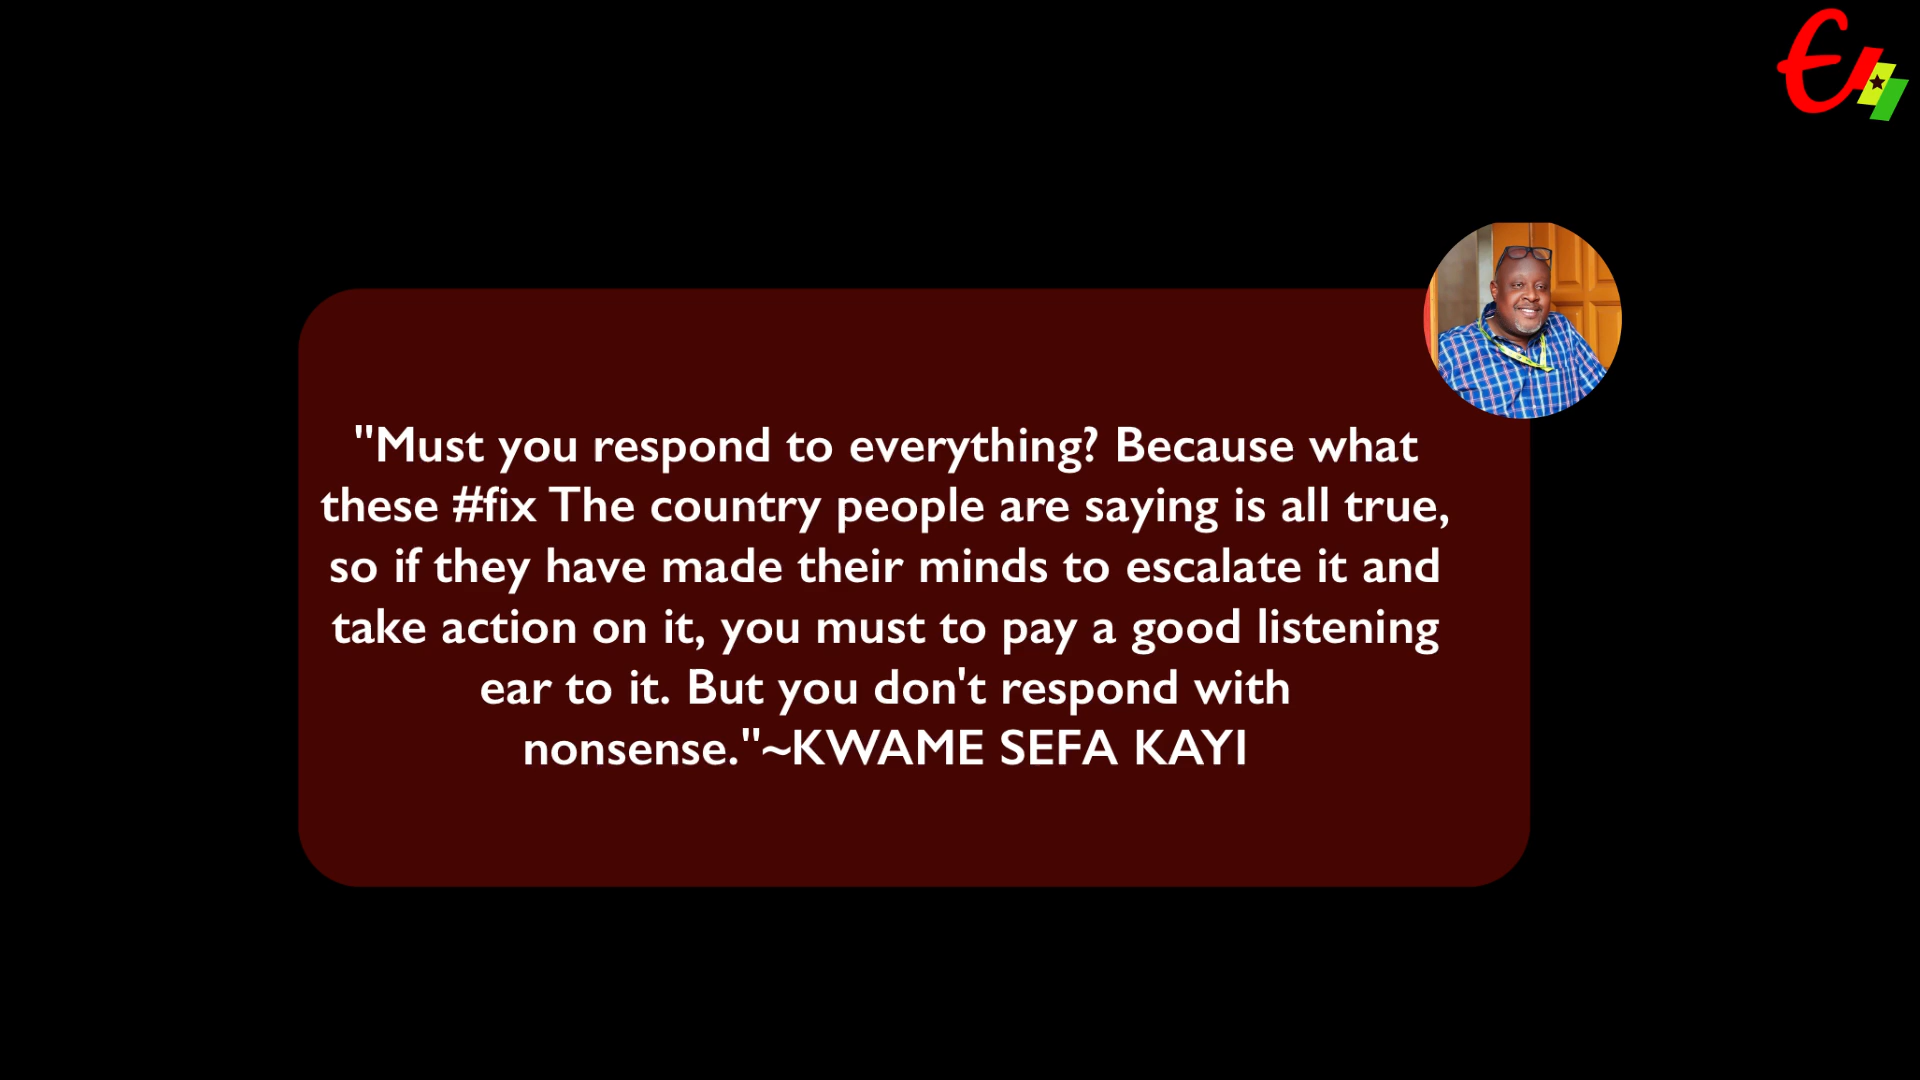 E
"Must you respond to everything? Because what
these #fix The country people are saying is all true,
so if they have made their minds to escalate it and
take action on it, you must to pay a good listening
ear to it. But you don't respond with
nonsense."~KWAME SEFA KAYI